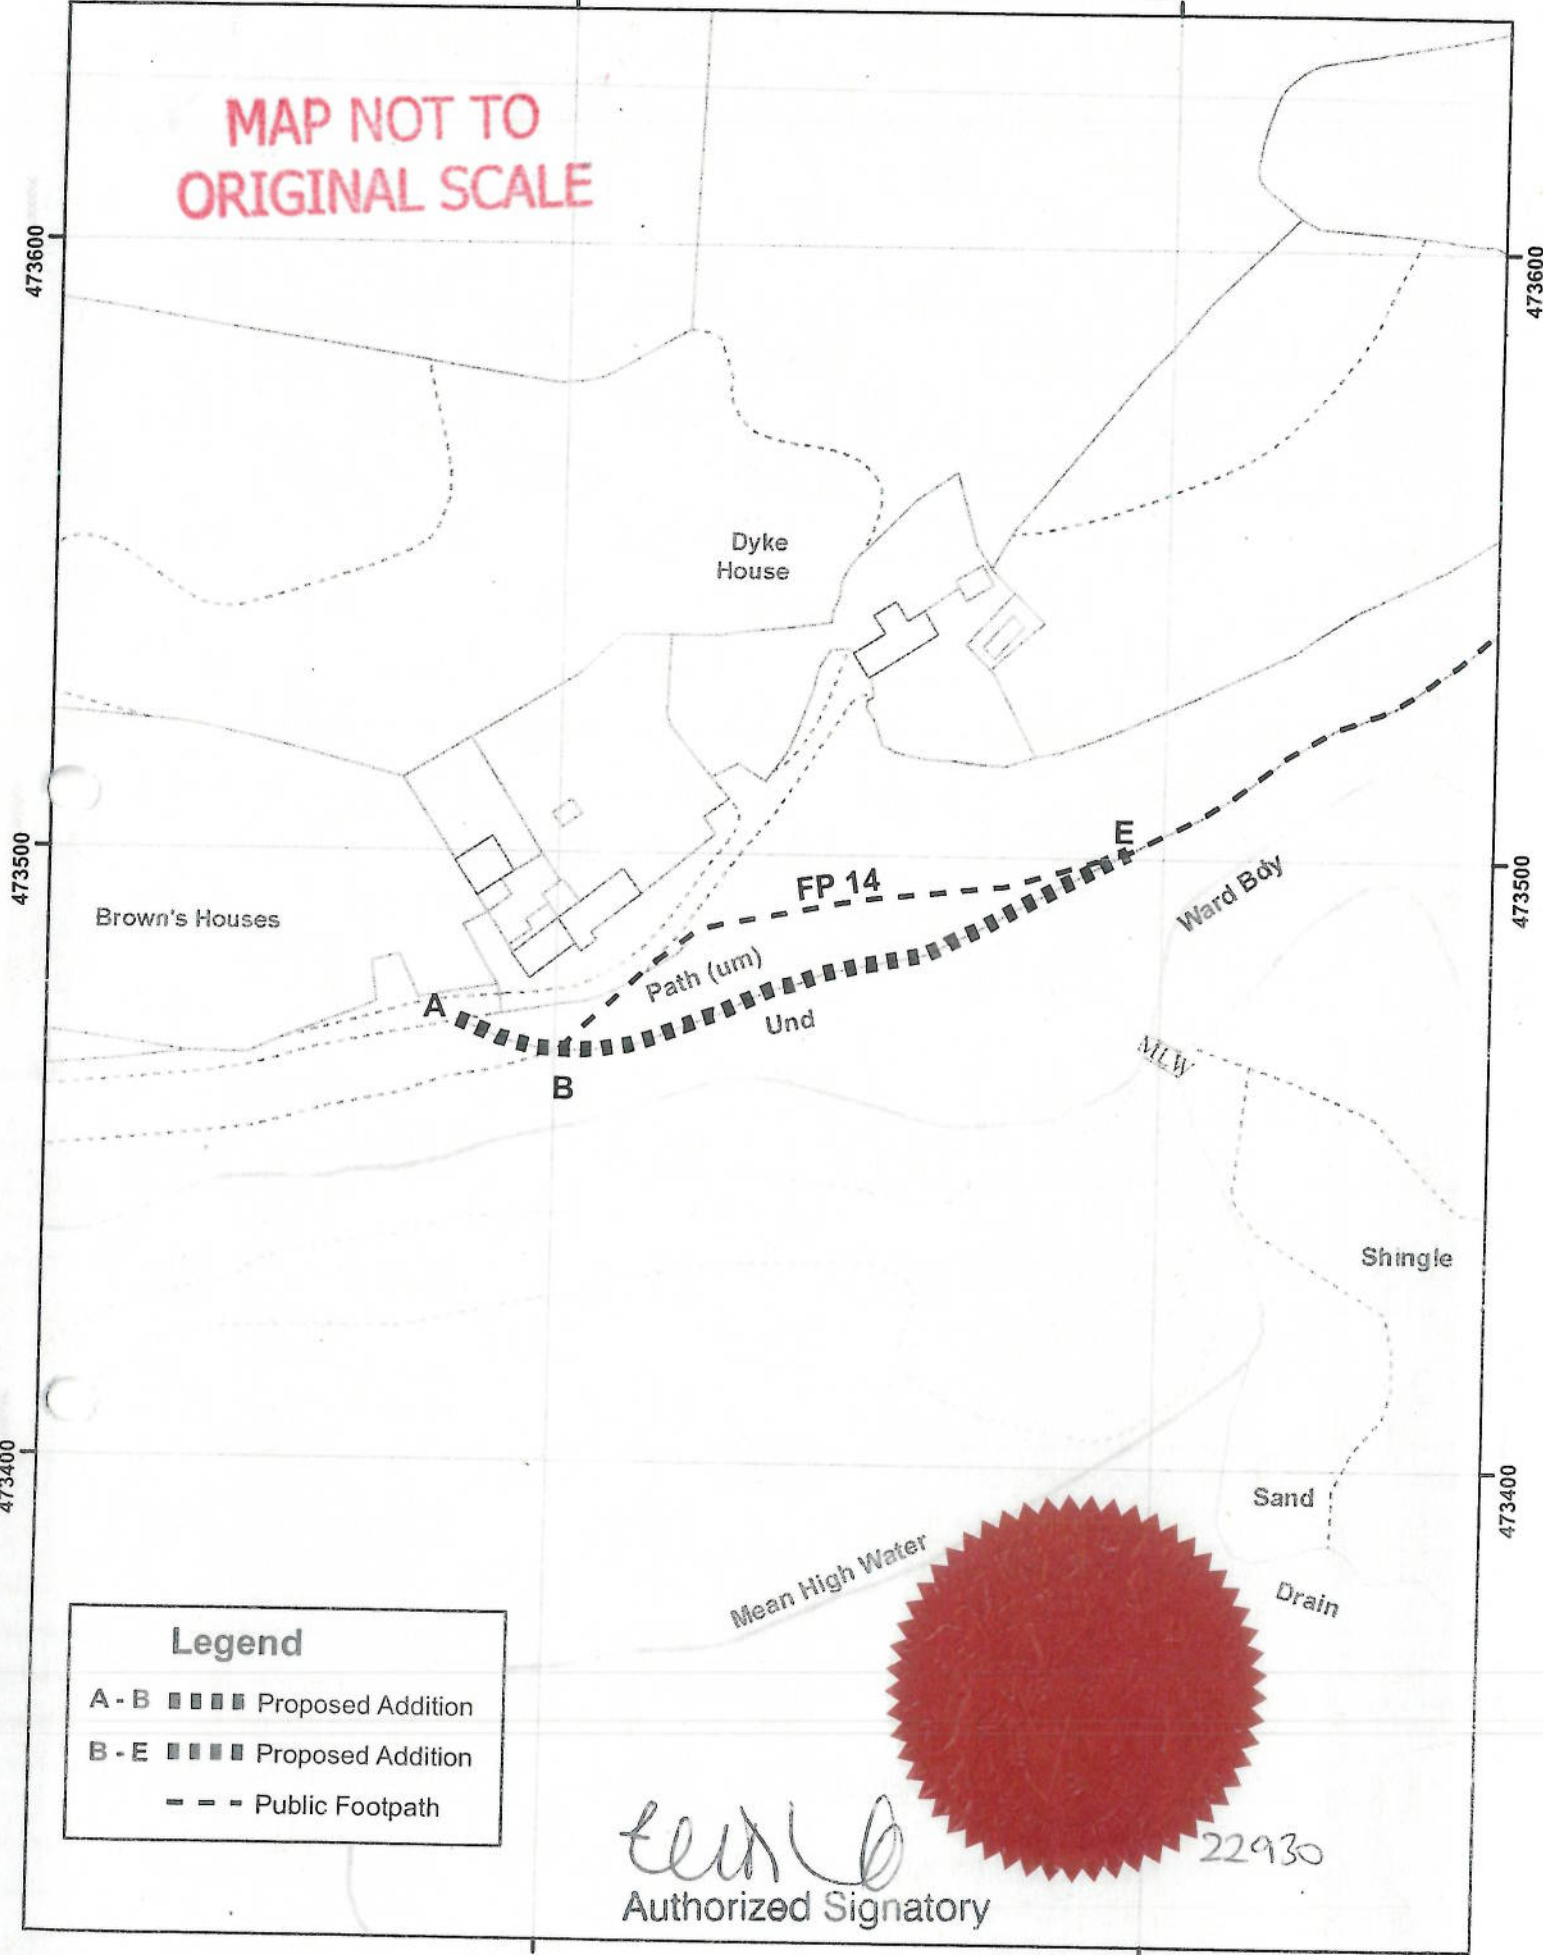 MAP NOT TO
ORIGINAL SCALE
473600
473600
Dyke
House
473500
473500
E
FP 14
Ward Bdy
Brown's Houses
Path (um)
A
Und
B
MLW
Shingle
473400
473400
Sand
Mean High Water
Drain
Legend
A - B Proposed Addition
B - E Proposed Addition
Public Footpath
22930
Authorized Signatory